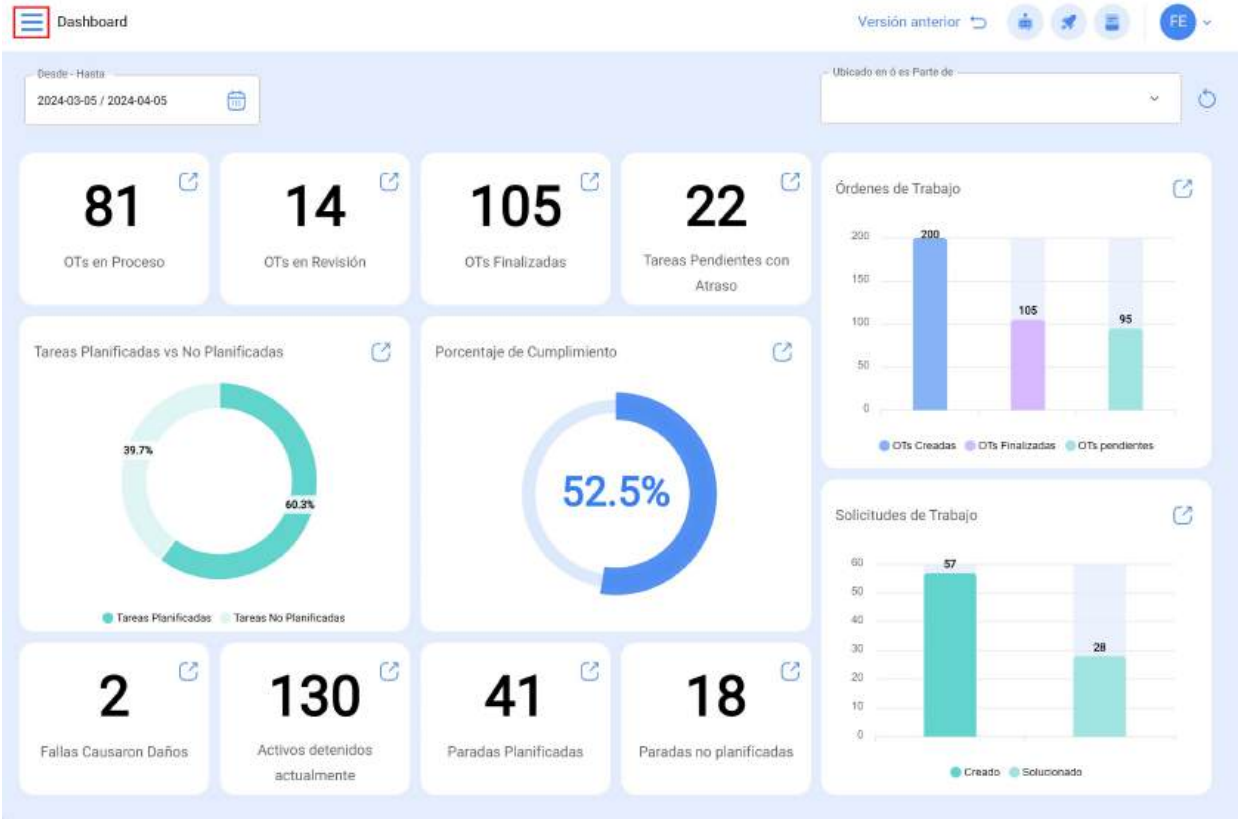 Dashboard
Versión anterior
FE
Desde - Hasta
2024-03-05 / 2024-04-05
Ubicado en ó es Parte de
81
OTs en Proceso
14
OTs en Revisión
105
OTs Finalizadas
22
Tareas Pendientes con
Atraso
Órdenes de Trabajo
200
150
100
50
0
200
105
95
OTs Creadas
OTs Finalizadas
OTs pendientes
Tareas Planificadas vs No Planificadas
39.7%
60.3%
Tareas Planificadas
Tareas No Planificadas
Porcentaje de Cumplimiento
52.5%
Solicitudes de Trabajo
60
50
40
30
20
10
0
57
28
Creado
Solucionado
2
Fallas Causaron Daños
130
Activos detenidos
actualmente
41
Paradas Planificadas
18
Paradas no planificadas